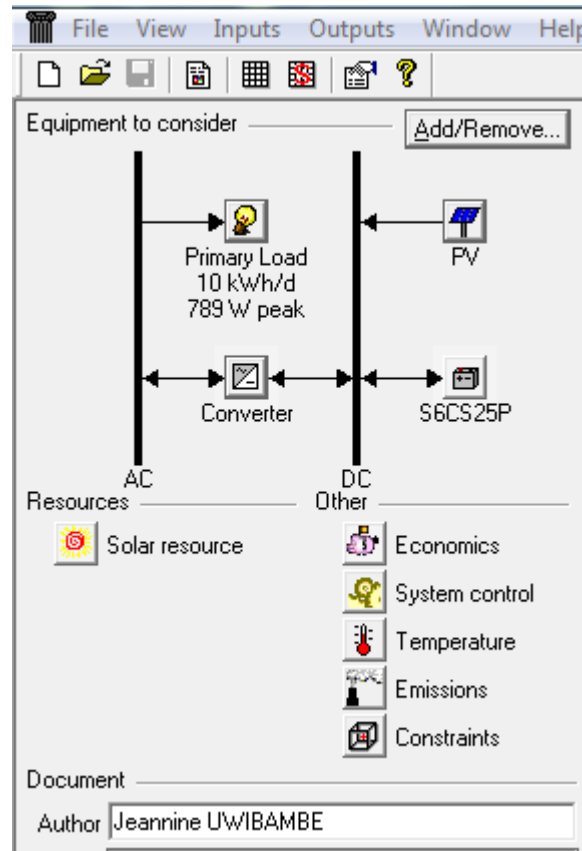 File View Inputs Outputs Window Help
Equipment to consider Add/Remove...
Primary Load
10 kWh/d
789 W peak
PV
Converter
S6CS25P
AC DC
Resources Other
Solar resource Economics
System control
Temperature
Emissions
Constraints
Document
Author Jeannine UWIBAMBE